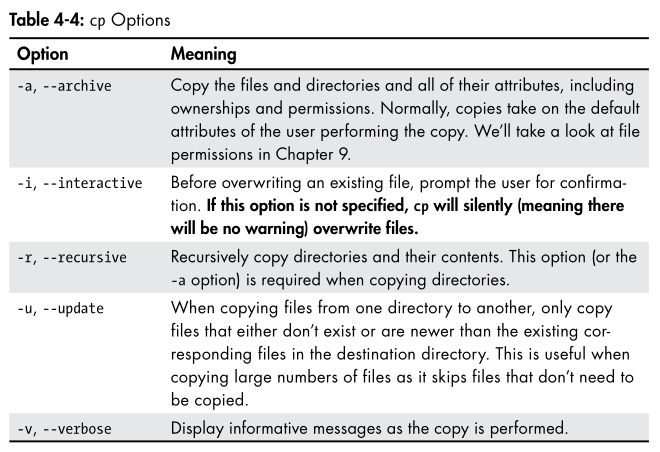 Table 4-4: cp Options
Option Meaning
-a, --archive Copy the files and directories and all of their attributes, including
ownerships and permissions. Normally, copies take on the default
attributes of the user performing the copy. We’ll take a look at file
permissions in Chapter 9.
-i, --interactive Before overwriting an existing file, prompt the user for confirma-
tion. If this option is not specified, cp will silently (meaning there
will be no warning) overwrite files.
-r, --recursive Recursively copy directories and their contents. This option (or the
-a option) is required when copying directories.
-u, --update When copying files from one directory to another, only copy
files that either don’t exist or are newer than the existing cor-
responding files in the destination directory. This is useful when
copying large numbers of files as it skips files that don’t need to
be copied.
-v, --verbose Display informative messages as the copy is performed.